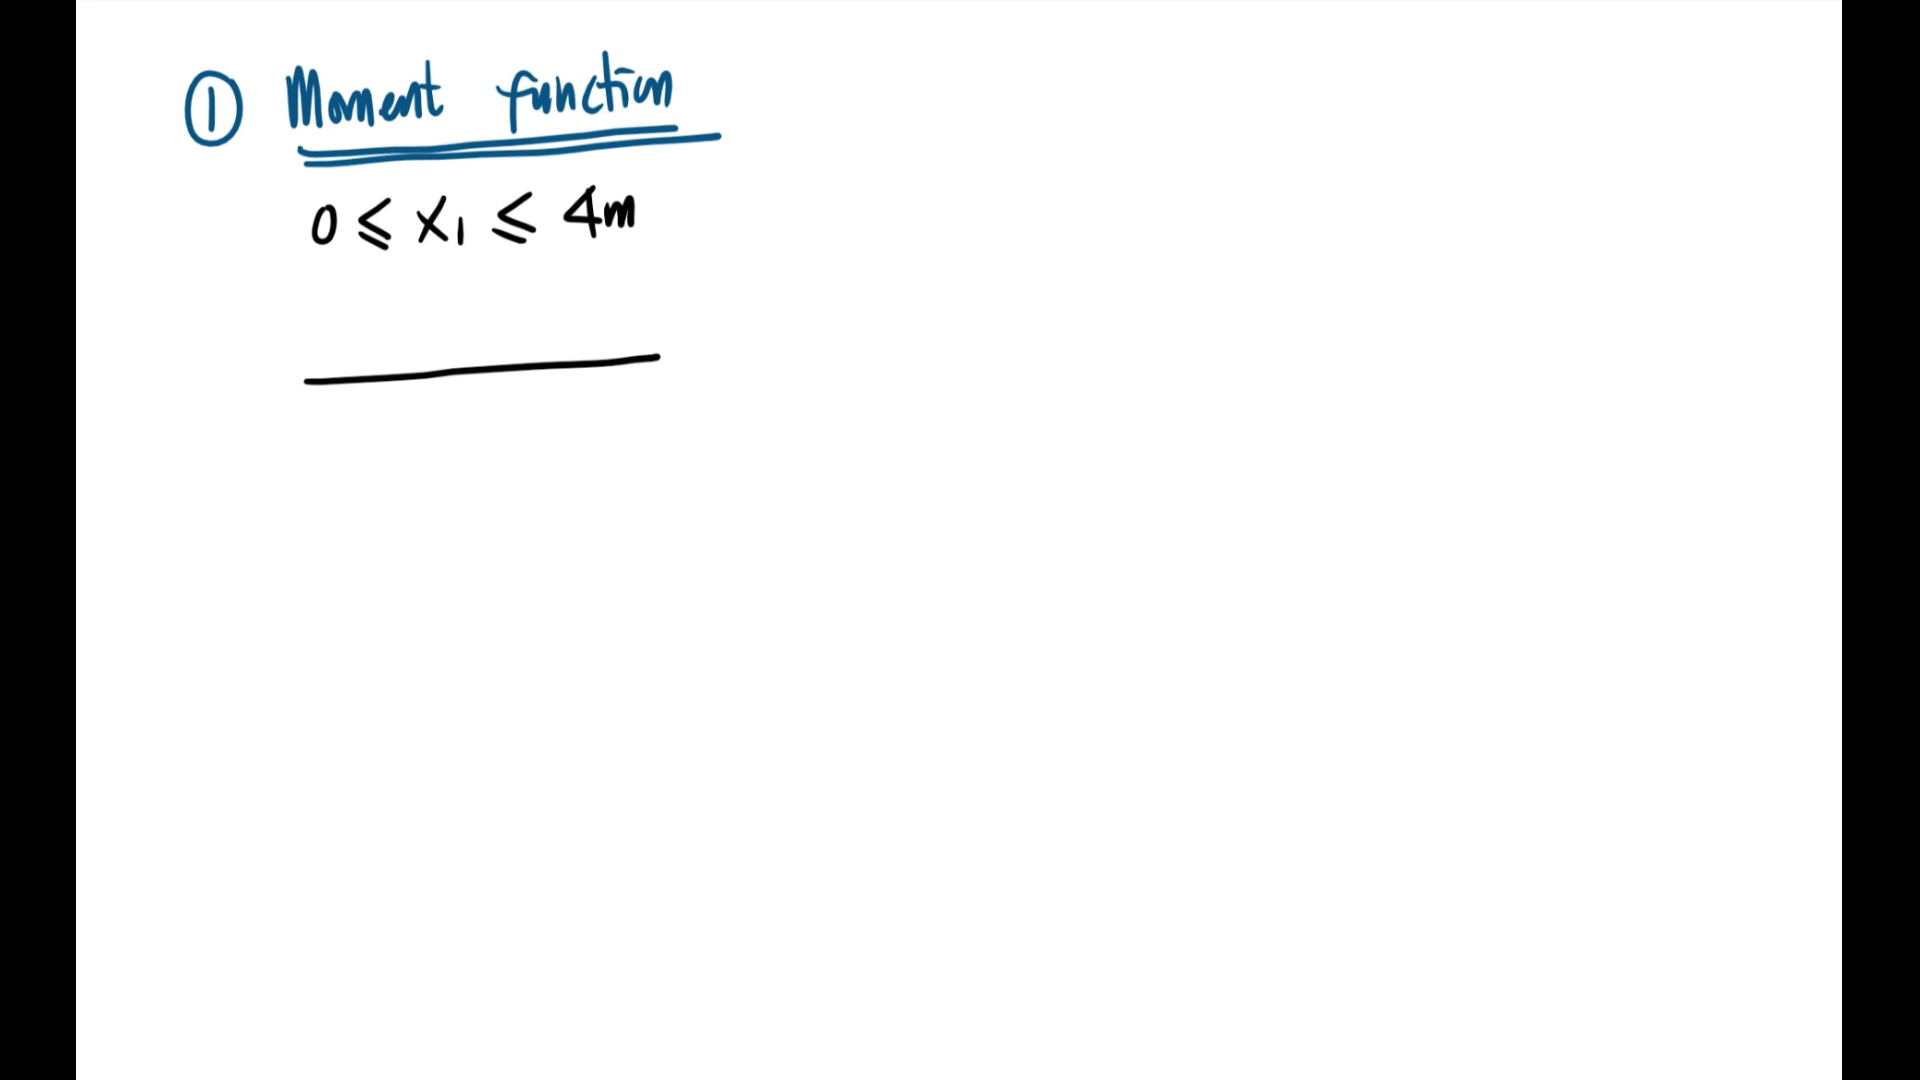 ① Moment function
0 ⩽ x₁ ⩽ 4m